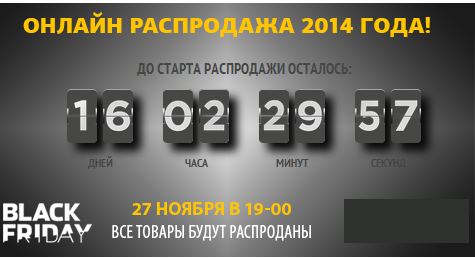 ОНЛАЙН РАСПРОДАЖА 2014 ГОДА!
ДО СТАРТА РАСПРОДАЖИ ОСТАЛОСЬ:
16 02 29 57
ДНЕЙ ЧАСА МИНУТ СЕКУНД
27 НОЯБРЯ В 19-00
ВСЕ ТОВАРЫ БУДУТ РАСПРОДАНЫ
BLACK
FRIDAY